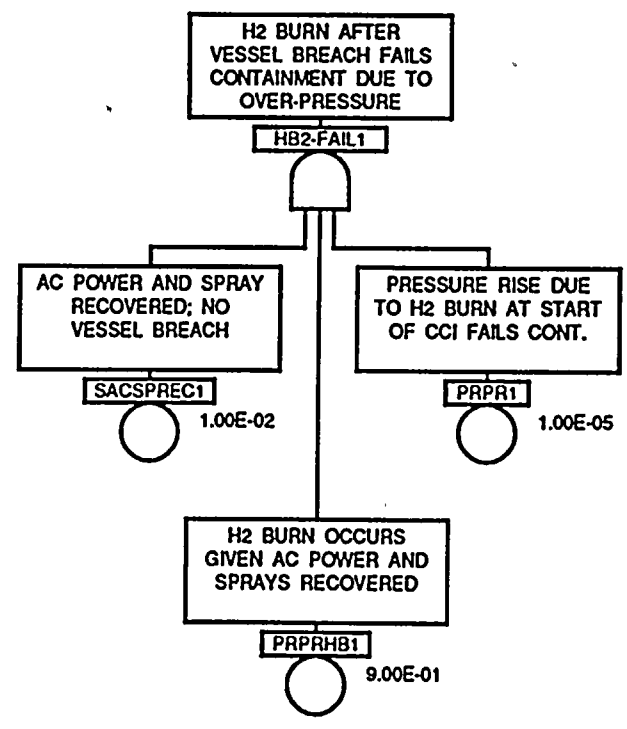 H2 BURN AFTER
VESSEL BREACH FAILS
CONTAINMENT DUE TO
OVER-PRESSURE
HB2-FAIL1
AC POWER AND SPRAY
RECOVERED; NO
VESSEL BREACH
SACSPREC1
1.00E-02
PRESSURE RISE DUE
TO H2 BURN AT START
OF CCI FAILS CONT.
PRPR1
1.00E-05
H2 BURN OCCURS
GIVEN AC POWER AND
SPRAYS RECOVERED
PRPRHB1
9.00E-01